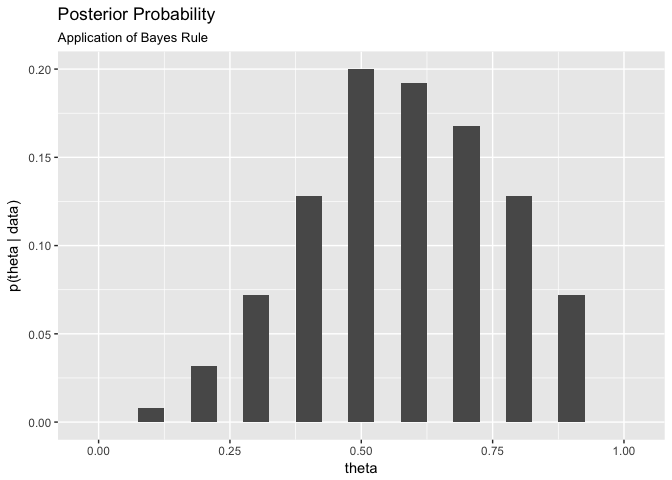 Posterior Probability
Application of Bayes Rule
0.20
0.15
0.10
0.05
0.00
p(theta | data)
0.00 0.25 0.50 0.75 1.00
theta